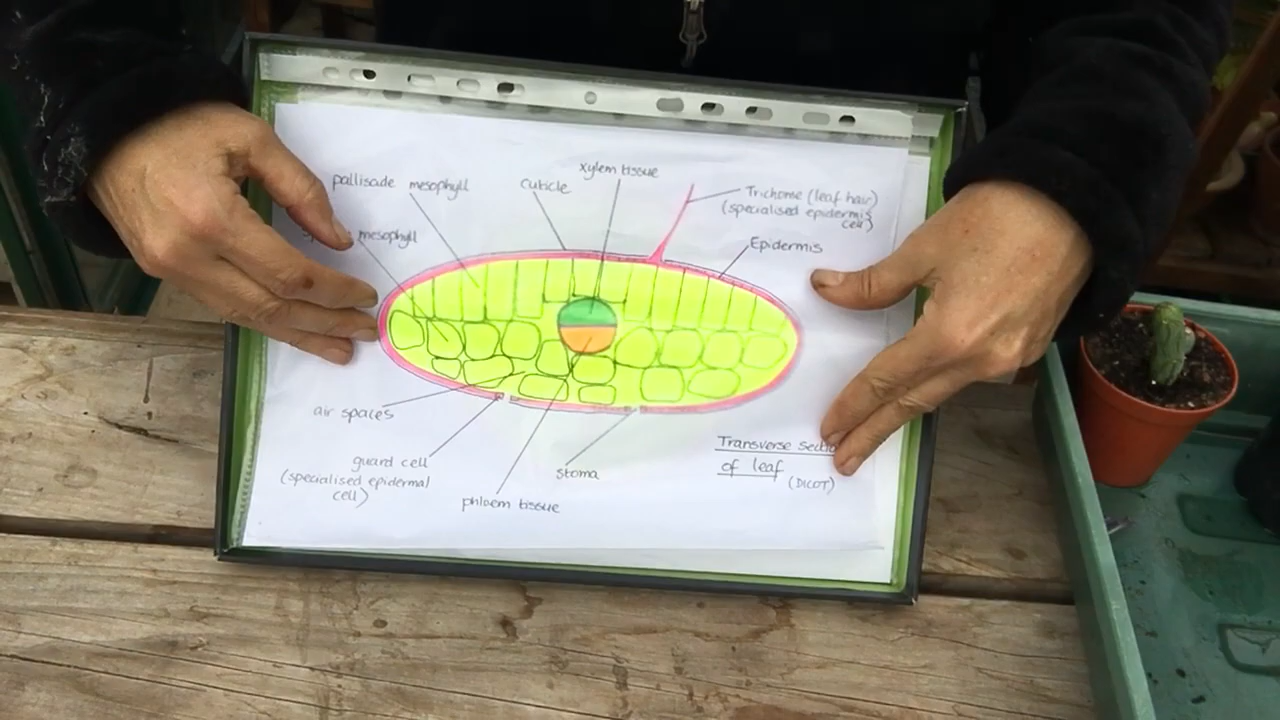 xylem tissue
pallisade mesophyll
cuticle
Trichome (leaf hair)
(specialised epidermis
cell)
mesophyll
Epidermis
air spaces
guard cell
(specialised epidermal
cell)
stoma
phloem tissue
Transverse
of leaf
(DICOT)